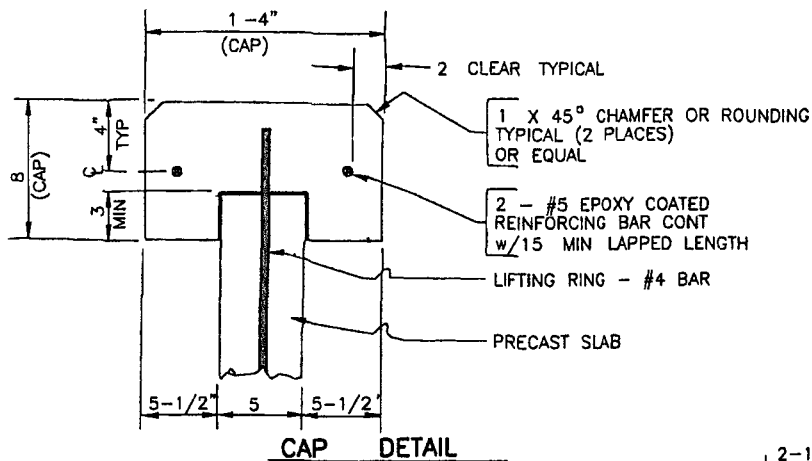 1 -4"
(CAP)
2 CLEAR TYPICAL
1 X 45° CHAMFER OR ROUNDING
TYPICAL (2 PLACES)
OR EQUAL
4"
TYP
8
(CAP)
℄
3
MIN
2 - #5 EPOXY COATED
REINFORCING BAR CONT
w/15 MIN LAPPED LENGTH
LIFTING RING - #4 BAR
PRECAST SLAB
5-1/2" 5 5-1/2'
CAP DETAIL
2-1